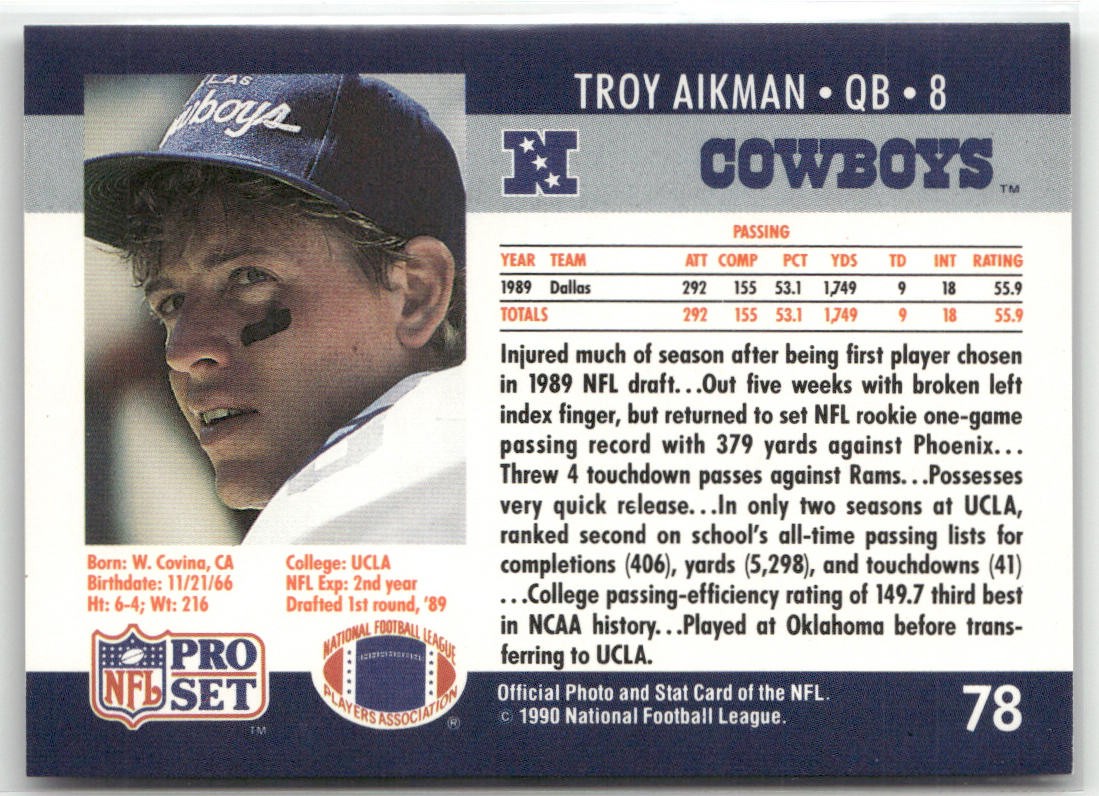 LAS
wboys
TROY AIKMAN • QB • 8
N
COWBOYS™
PASSING
YEAR TEAM ATT COMP PCT YDS TD INT RATING
1989 Dallas 292 155 53.1 1,749 9 18 55.9
TOTALS 292 155 53.1 1,749 9 18 55.9
Injured much of season after being first player chosen
in 1989 NFL draft...Out five weeks with broken left
index finger, but returned to set NFL rookie one-game
passing record with 379 yards against Phoenix...
Threw 4 touchdown passes against Rams...Possesses
very quick release...In only two seasons at UCLA,
ranked second on school's all-time passing lists for
completions (406), yards (5,298), and touchdowns (41)
...College passing-efficiency rating of 149.7 third best
in NCAA history...Played at Oklahoma before trans-
ferring to UCLA.
Born: W. Covina, CA
Birthdate: 11/21/66
Ht: 6-4; Wt: 216
College: UCLA
NFL Exp: 2nd year
Drafted 1st round, '89
NFL
PRO
SET
™
NATIONAL FOOTBALL LEAGUE
PLAYERS ASSOCIATION
®
Official Photo and Stat Card of the NFL.
© 1990 National Football League.
78